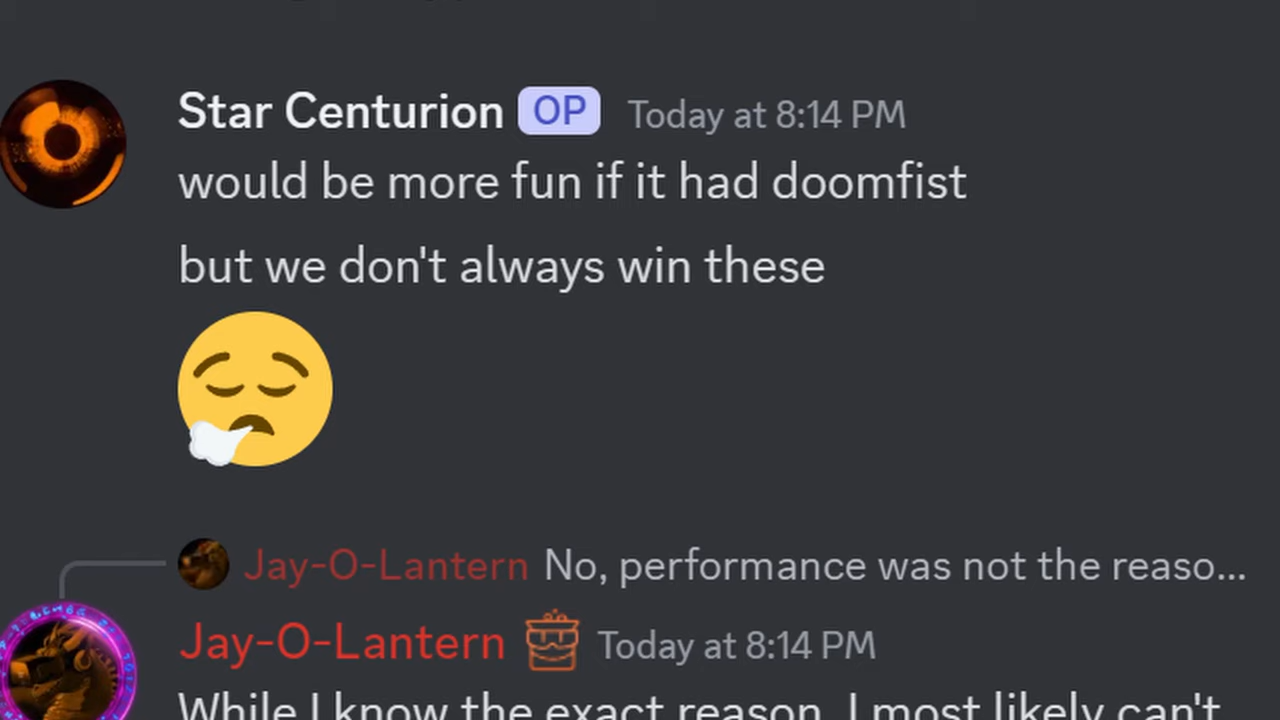 Star Centurion OP Today at 8:14 PM
would be more fun if it had doomfist
but we don't always win these
Jay-O-Lantern No, performance was not the reaso...
Jay-O-Lantern Today at 8:14 PM
While I know the exact reason, I most likely can't